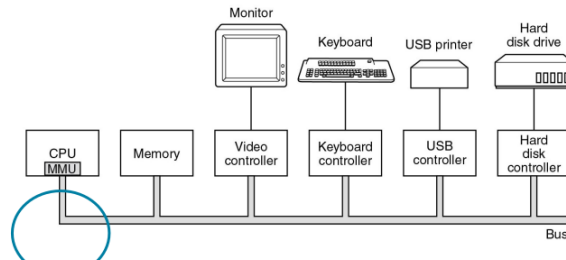 Monitor
Keyboard
USB printer
Hard
disk drive
CPU
MMU
Memory
Video
controller
Keyboard
controller
USB
controller
Hard
disk
controller
Bus